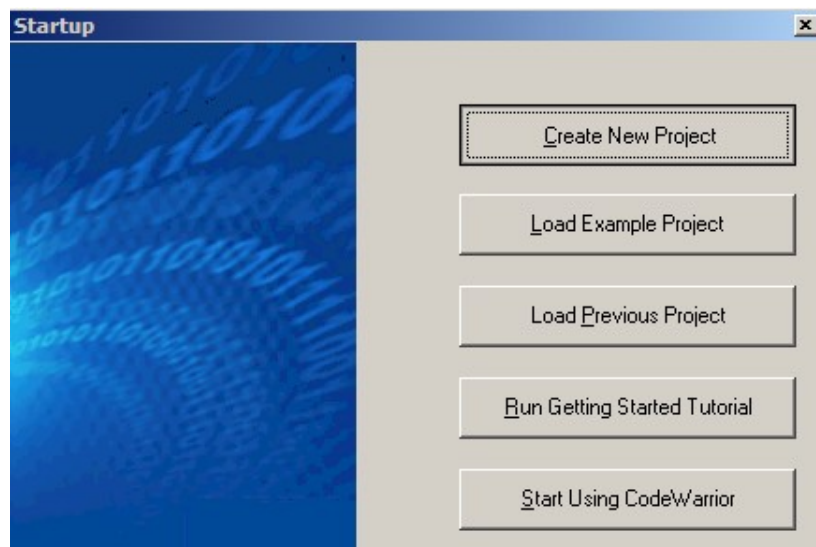 Startup
Create New Project
Load Example Project
Load Previous Project
Run Getting Started Tutorial
Start Using CodeWarrior